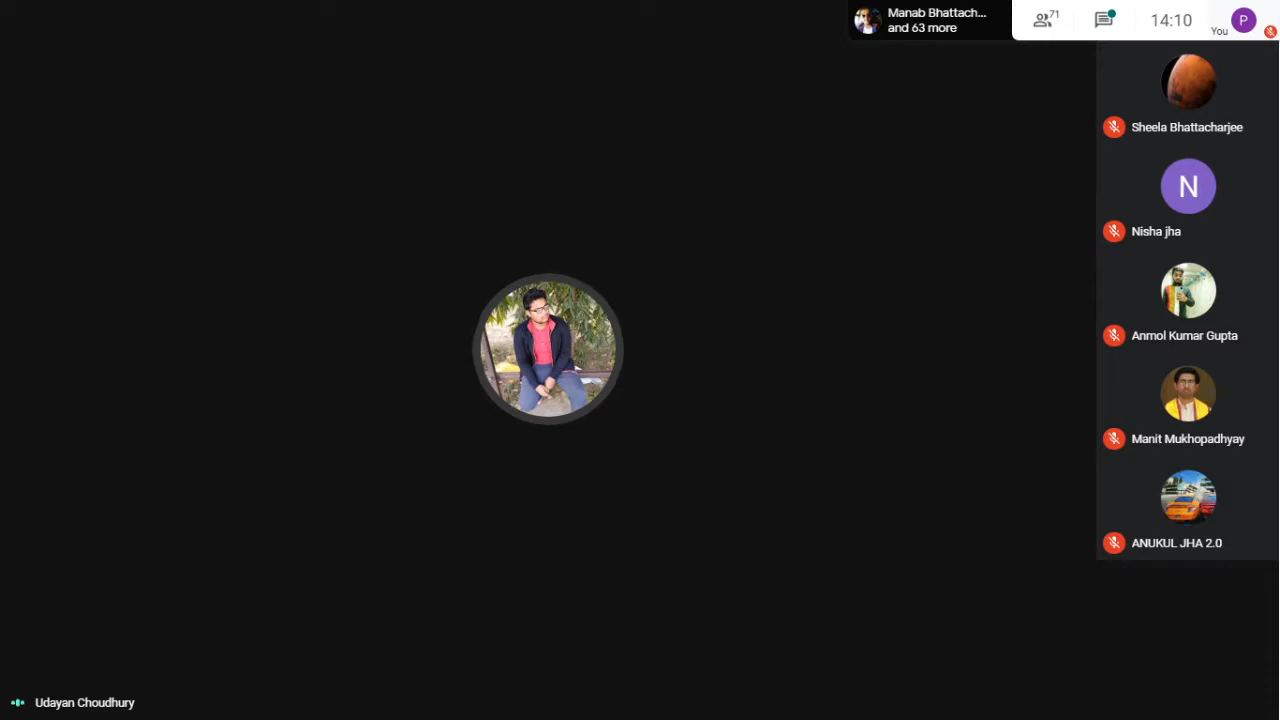 Manab Bhattach...
and 63 more
71
14:10
You
P
Sheela Bhattacharjee
N
Nisha jha
Anmol Kumar Gupta
Manit Mukhopadhyay
ANUKUL JHA 2.0
Udayan Choudhury